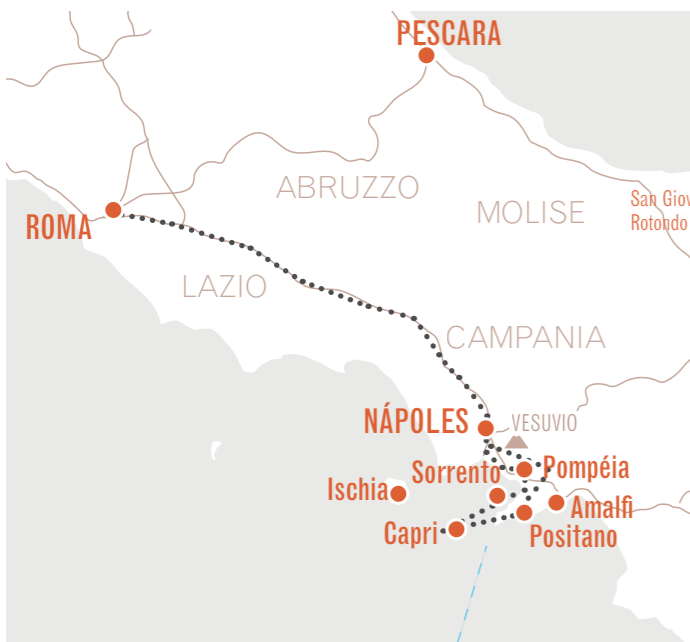 PESCARA
ABRUZZO
MOLISE
San Giov
Rotondo
ROMA
LAZIO
CAMPANIA
NÁPOLES
VESUVIO
Sorrento
Pompéia
Ischia
Amalfi
Capri
Positano